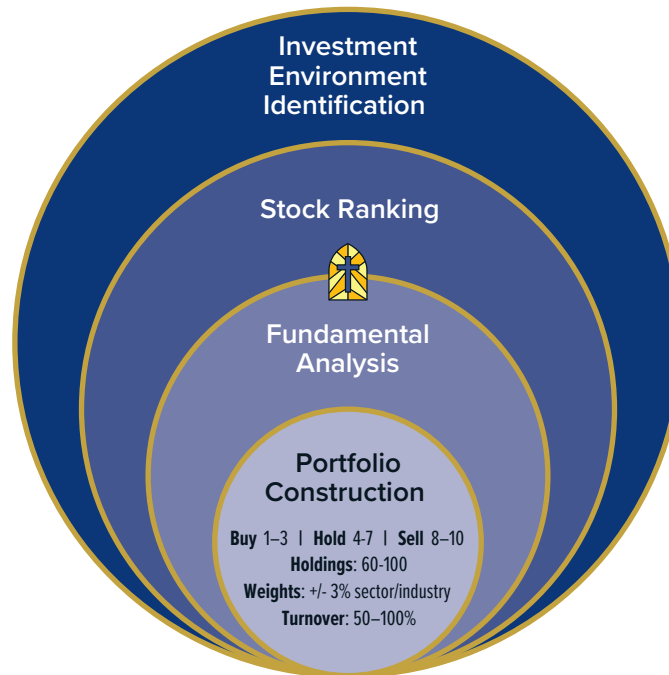 Investment
Environment
Identification
Stock Ranking
Fundamental
Analysis
Portfolio
Construction
Buy 1–3 | Hold 4-7 | Sell 8–10
Holdings: 60-100
Weights: +/- 3% sector/industry
Turnover: 50–100%